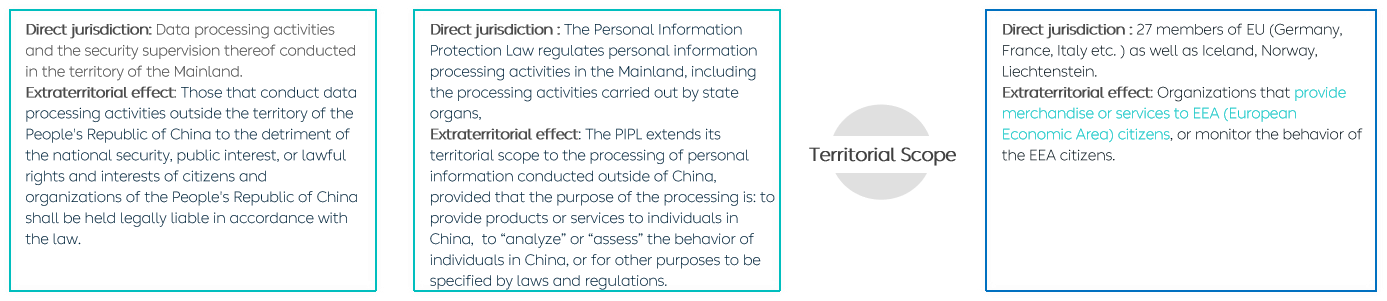 Direct jurisdiction: Data processing activities
and the security supervision thereof conducted
in the territory of the Mainland.
Extraterritorial effect: Those that conduct data
processing activities outside the territory of the
People's Republic of China to the detriment of
the national security, public interest, or lawful
rights and interests of citizens and
organizations of the People's Republic of China
shall be held legally liable in accordance with
the law.
Direct jurisdiction : The Personal Information
Protection Law regulates personal information
processing activities in the Mainland, including
the processing activities carried out by state
organs,
Extraterritorial effect: The PIPL extends its
territorial scope to the processing of personal
information conducted outside of China,
provided that the purpose of the processing is: to
provide products or services to individuals in
China, to “analyze” or “assess” the behavior of
individuals in China, or for other purposes to be
specified by laws and regulations.
Territorial Scope
Direct jurisdiction : 27 members of EU (Germany,
France, Italy etc. ) as well as Iceland, Norway,
Liechtenstein.
Extraterritorial effect: Organizations that provide
merchandise or services to EEA (European
Economic Area) citizens, or monitor the behavior of
the EEA citizens.